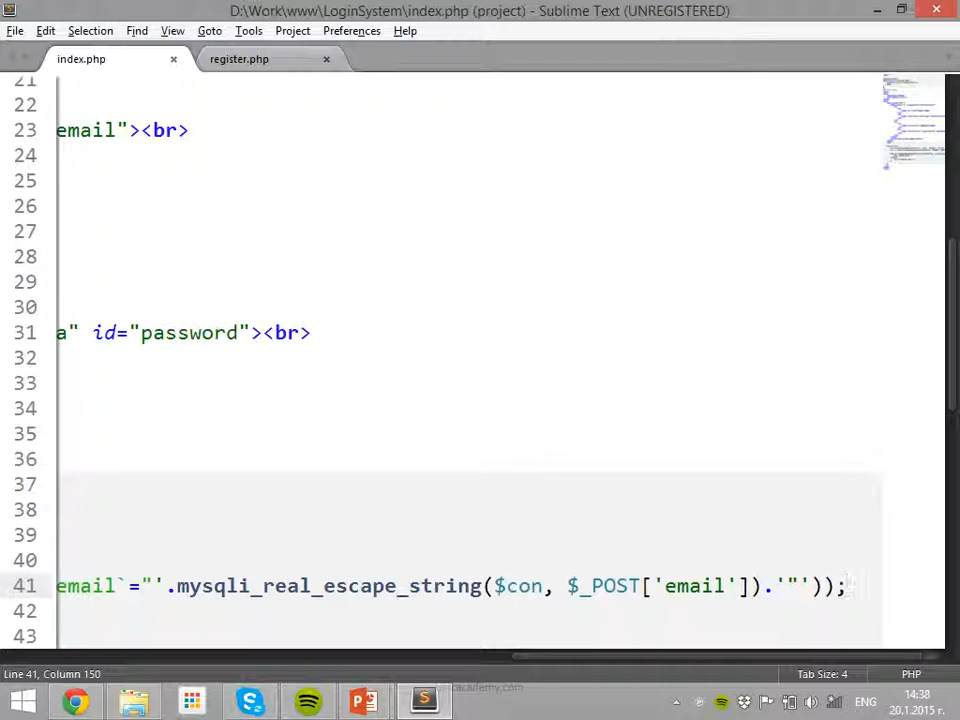 D:\Work\www\LoginSystem\index.php (project) - Sublime Text (UNREGISTERED)
File Edit Selection Find View Goto Tools Project Preferences Help
index.php × register.php ×
21
22
23 email"><br>
24
25
26
27
28
29
30
31 a" id="password"><br>
32
33
34
35
36
37
38
39
40
41 email`="'.mysqli_real_escape_string($con, $_POST['email']).'"'));
42
43
Line 41, Column 150 Tab Size: 4 PHP
ЕНГ 14:38
20.1.2015 г.